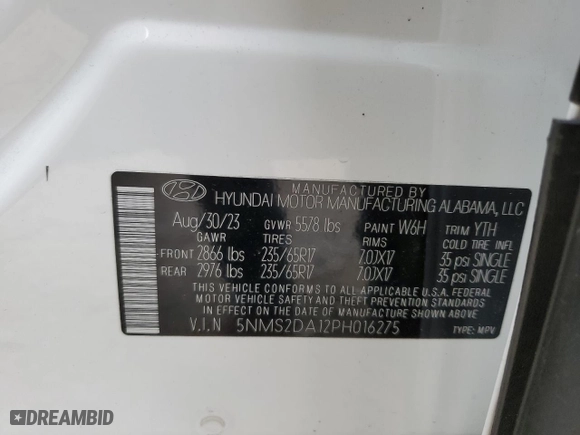 MANUFACTURED BY
HYUNDAI MOTOR MANUFACTURING ALABAMA, LLC
Aug/30/23 GVWR 5578 lbs PAINT W6H TRIM YTH
GAWR TIRES RIMS COLD TIRE INFL
FRONT 2866 lbs 235/65R17 7.0JX17 35 psi SINGLE
REAR 2976 lbs 235/65R17 7.0JX17 35 psi SINGLE
THIS VEHICLE CONFORMS TO ALL APPLICABLE U.S.A. FEDERAL
MOTOR VEHICLE SAFETY AND THEFT PREVENTION STANDARDS
IN EFFECT ON THE DATE OF MANUFACTURE SHOWN ABOVE.
V.I.N 5NMS2DA12PH016275 TYPE: MPV
DREAMBID